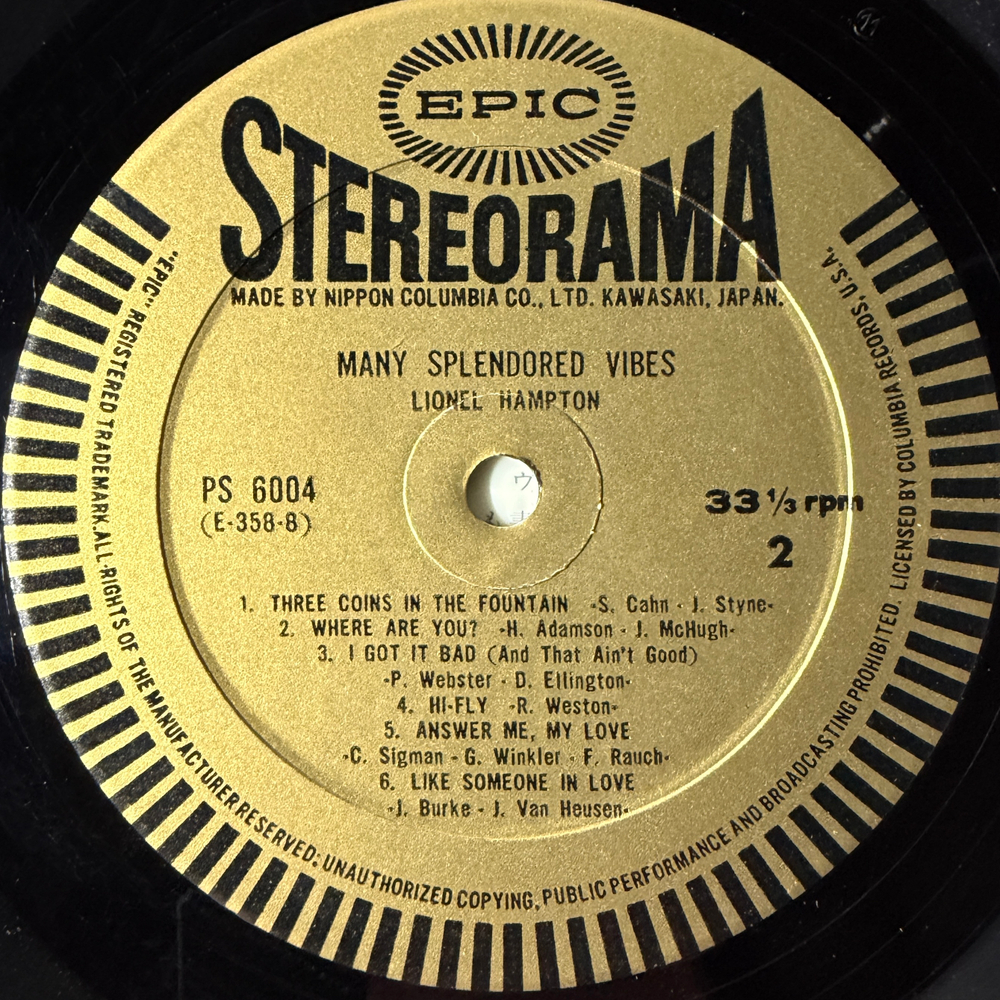 EPIC
STEREORAMA
MADE BY NIPPON COLUMBIA CO., LTD. KAWASAKI, JAPAN.
MANY SPLENDORED VIBES
LIONEL HAMPTON
PS 6004
(E-358-8)
33 1/3 rpm
2
1. THREE COINS IN THE FOUNTAIN -S. Cahn - J. Styne-
2. WHERE ARE YOU? -H. Adamson - J. McHugh-
3. I GOT IT BAD (And That Ain't Good)
-P. Webster - D. Ellington-
4. HI-FLY -R. Weston-
5. ANSWER ME, MY LOVE
-C. Sigman - G. Winkler - F. Rauch-
6. LIKE SOMEONE IN LOVE
-J. Burke - J. Van Heusen-
"EPIC" REGISTERED TRADEMARK. ALL RIGHTS OF THE MANUFACTURER RESERVED: UNAUTHORIZED COPYING, PUBLIC PERFORMANCE AND BROADCASTING PROHIBITED. LICENSED BY COLUMBIA RECORDS, U.S.A.
ウ